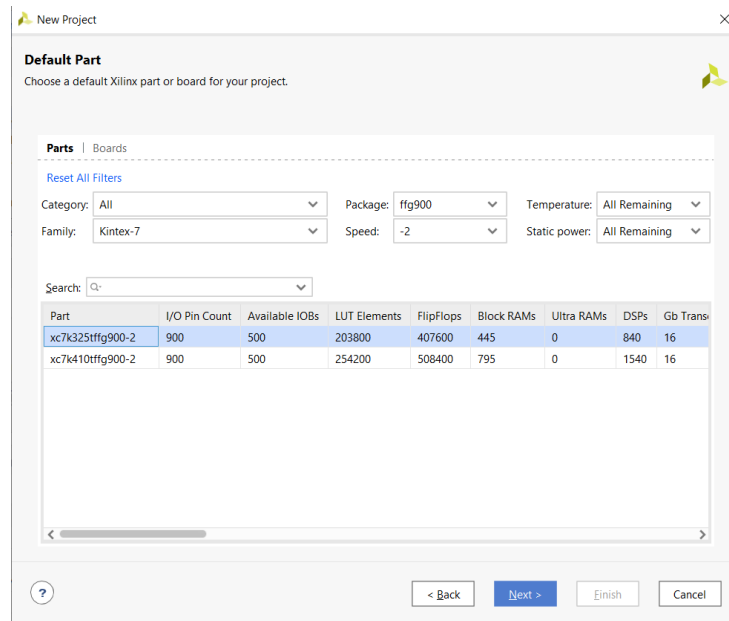 New Project
Default Part
Choose a default Xilinx part or board for your project.
Parts | Boards
Reset All Filters
Category: All Package: ffg900 Temperature: All Remaining
Family: Kintex-7 Speed: -2 Static power: All Remaining
Search: Q-
Part I/O Pin Count Available IOBs LUT Elements FlipFlops Block RAMs Ultra RAMs DSPs Gb Trans
xc7k325tffg900-2 900 500 203800 407600 445 0 840 16
xc7k410tffg900-2 900 500 254200 508400 795 0 1540 16
? < Back Next > Finish Cancel